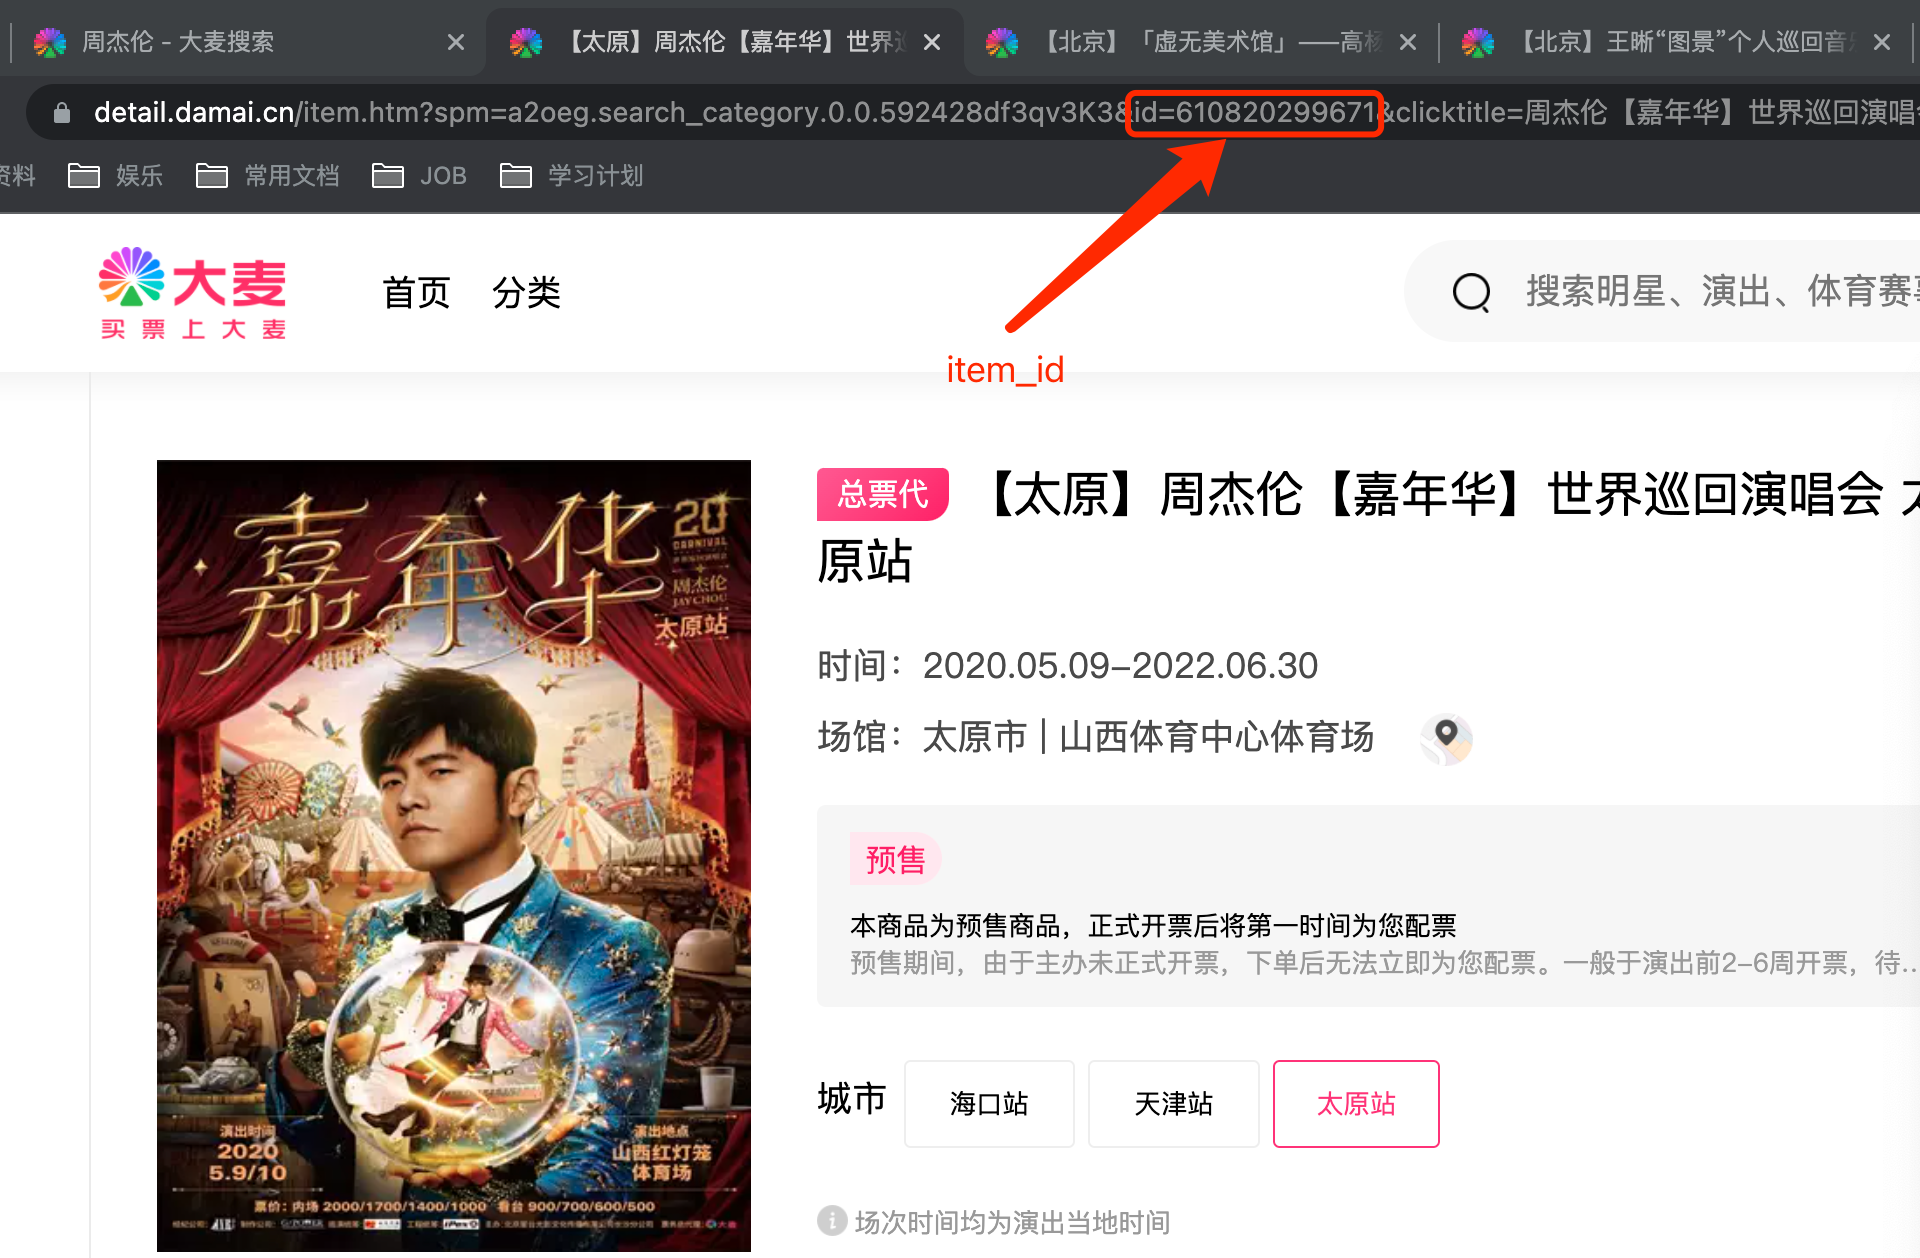 周杰伦 - 大麦搜索
【太原】周杰伦【嘉年华】世界巡
【北京】「虚无美术馆」——高杨
【北京】王晰“图景”个人巡回音
detail.damai.cn/item.htm?spm=a2oeg.search_category.0.0.592428df3qv3K3&id=610820299671&clicktitle=周杰伦【嘉年华】世界巡回演唱会
资料 娱乐 常用文档 JOB 学习计划
大麦
买票上大麦
首页 分类
搜索明星、演出、体育赛事
item_id
嘉年华
20
CARNIVAL
周杰伦
JAY CHOU
太原站
WELCOME
演出时间
2020
5.9/10
演出地点
山西红灯笼
体育场
票价：内场 2000/1700/1400/1000 看台 900/700/600/500
总票代 【太原】周杰伦【嘉年华】世界巡回演唱会 太
原站
时间：2020.05.09–2022.06.30
场馆：太原市 | 山西体育中心体育场
预售
本商品为预售商品，正式开票后将第一时间为您配票
预售期间，由于主办未正式开票，下单后无法立即为您配票。一般于演出前2–6周开票，待...
城市 海口站 天津站 太原站
场次时间均为演出当地时间